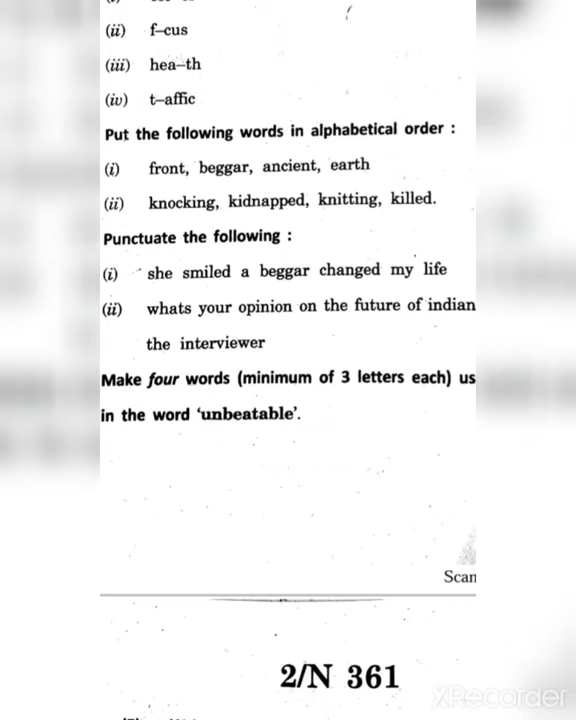 (ii) f–cus
(iii) hea–th
(iv) t–affic
Put the following words in alphabetical order :
(i) front, beggar, ancient, earth
(ii) knocking, kidnapped, knitting, killed.
Punctuate the following :
(i) she smiled a beggar changed my life
(ii) whats your opinion on the future of indian
the interviewer
Make four words (minimum of 3 letters each) us
in the word ‘unbeatable’.
Scan
2/N 361
XRecorder